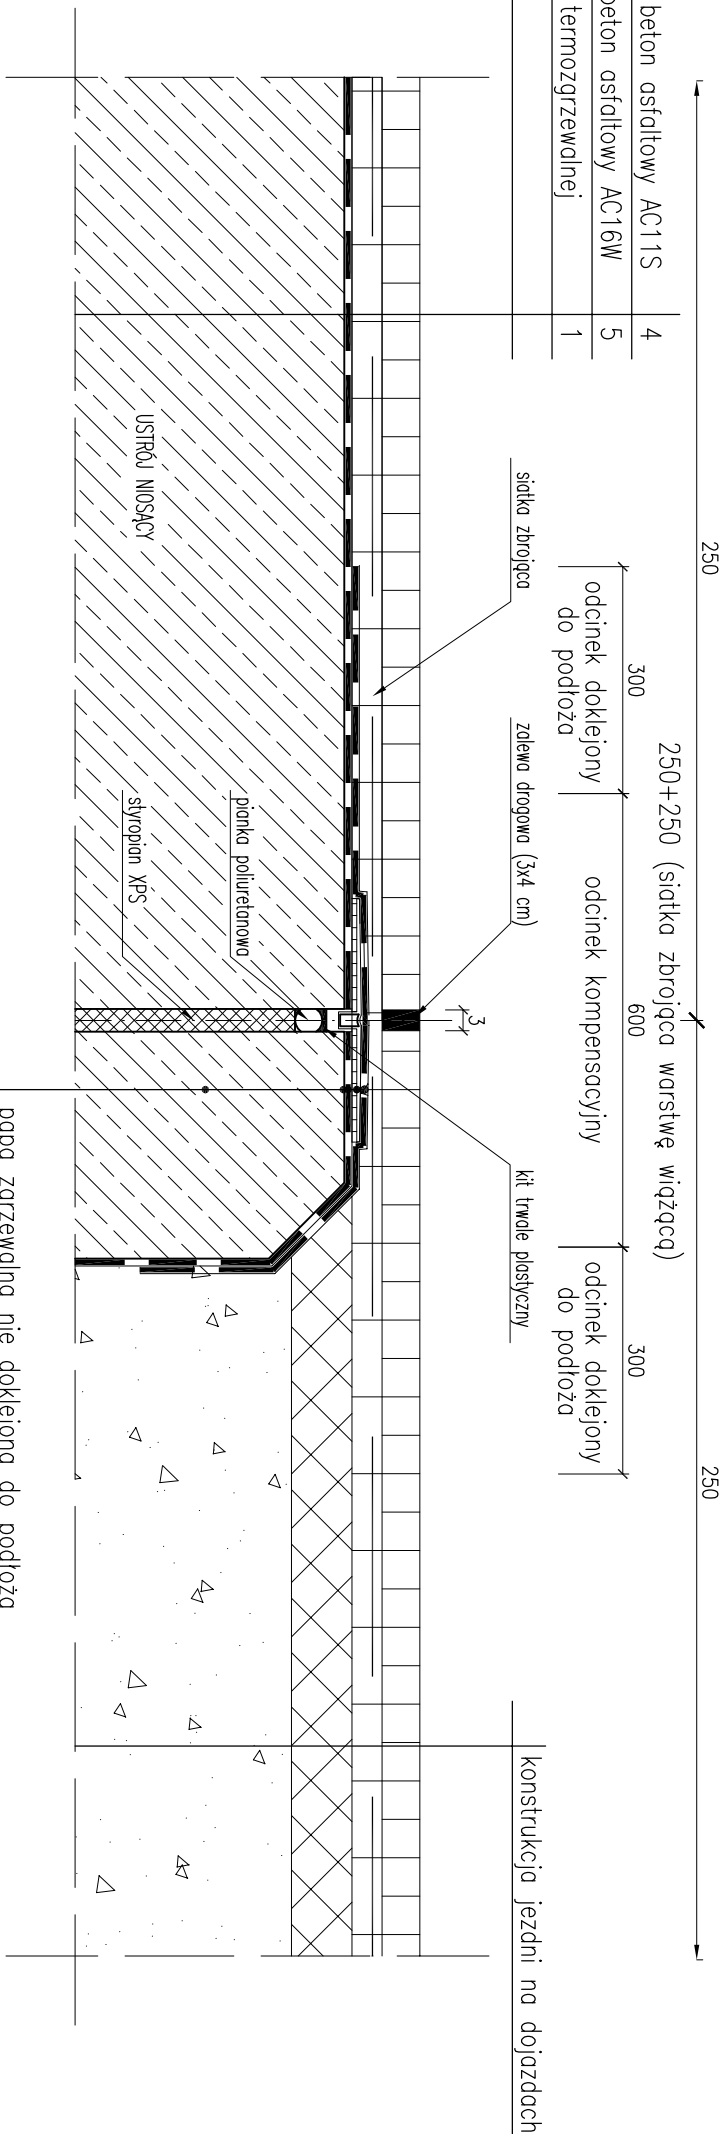 beton asfaltowy AC11S 4
beton asfaltowy AC16W 5
termozgrzewalnej 1
250
250
250+250 (siatka zbrojąca warstwę wiążącą)
300
600
300
odcinek doklejony
do podłoża
odcinek kompensacyjny
odcinek doklejony
do podłoża
siatka zbrojąca
zalewa drogowa (3x4 cm)
3
kit trwale plastyczny
konstrukcja jezdni na dojazdach
USTRÓJ NIOSĄCY
pianka poliuretanowa
styropian XPS
papa zgrzewalna nie doklejona do podłoża